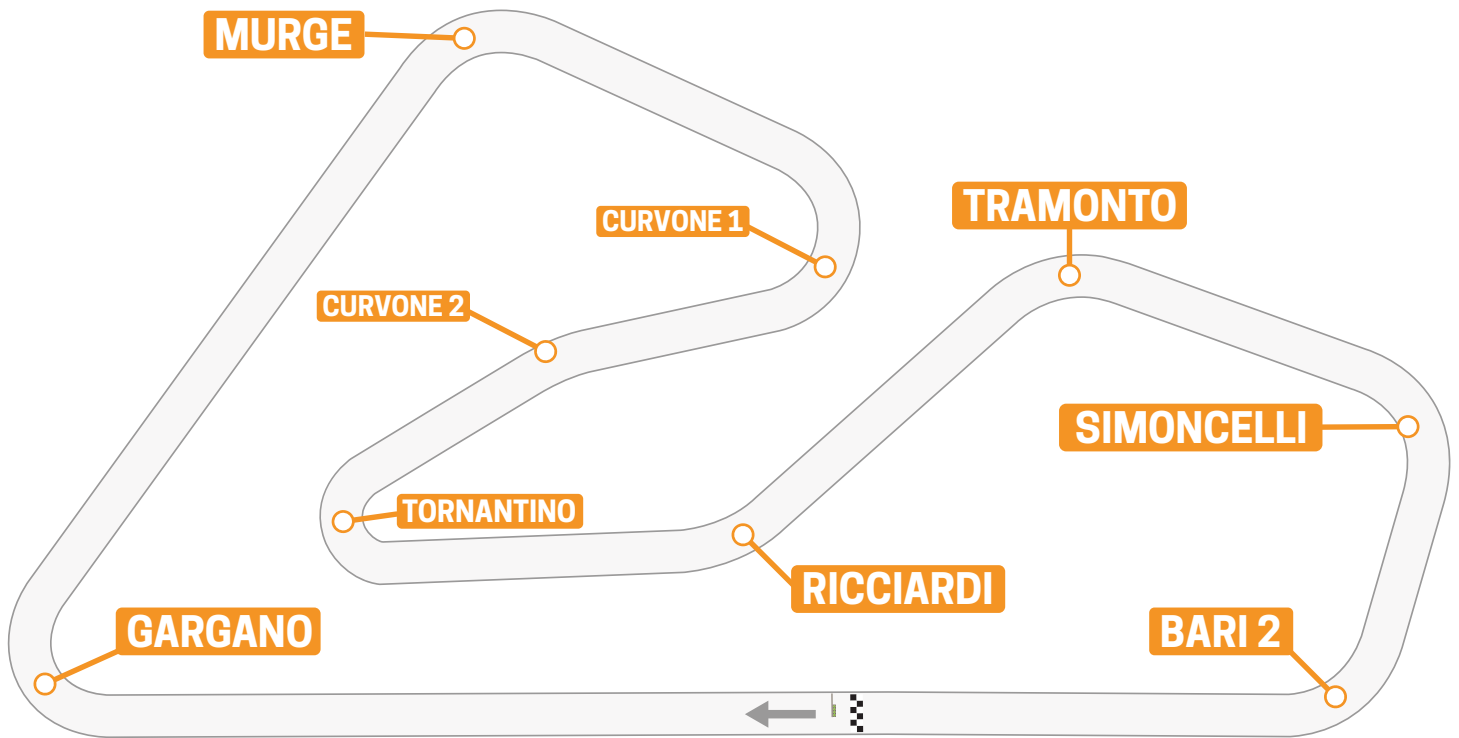 MURGE
TRAMONTO
CURVONE 1
CURVONE 2
SIMONCELLI
TORNANTINO
RICCIARDI
GARGANO
BARI 2